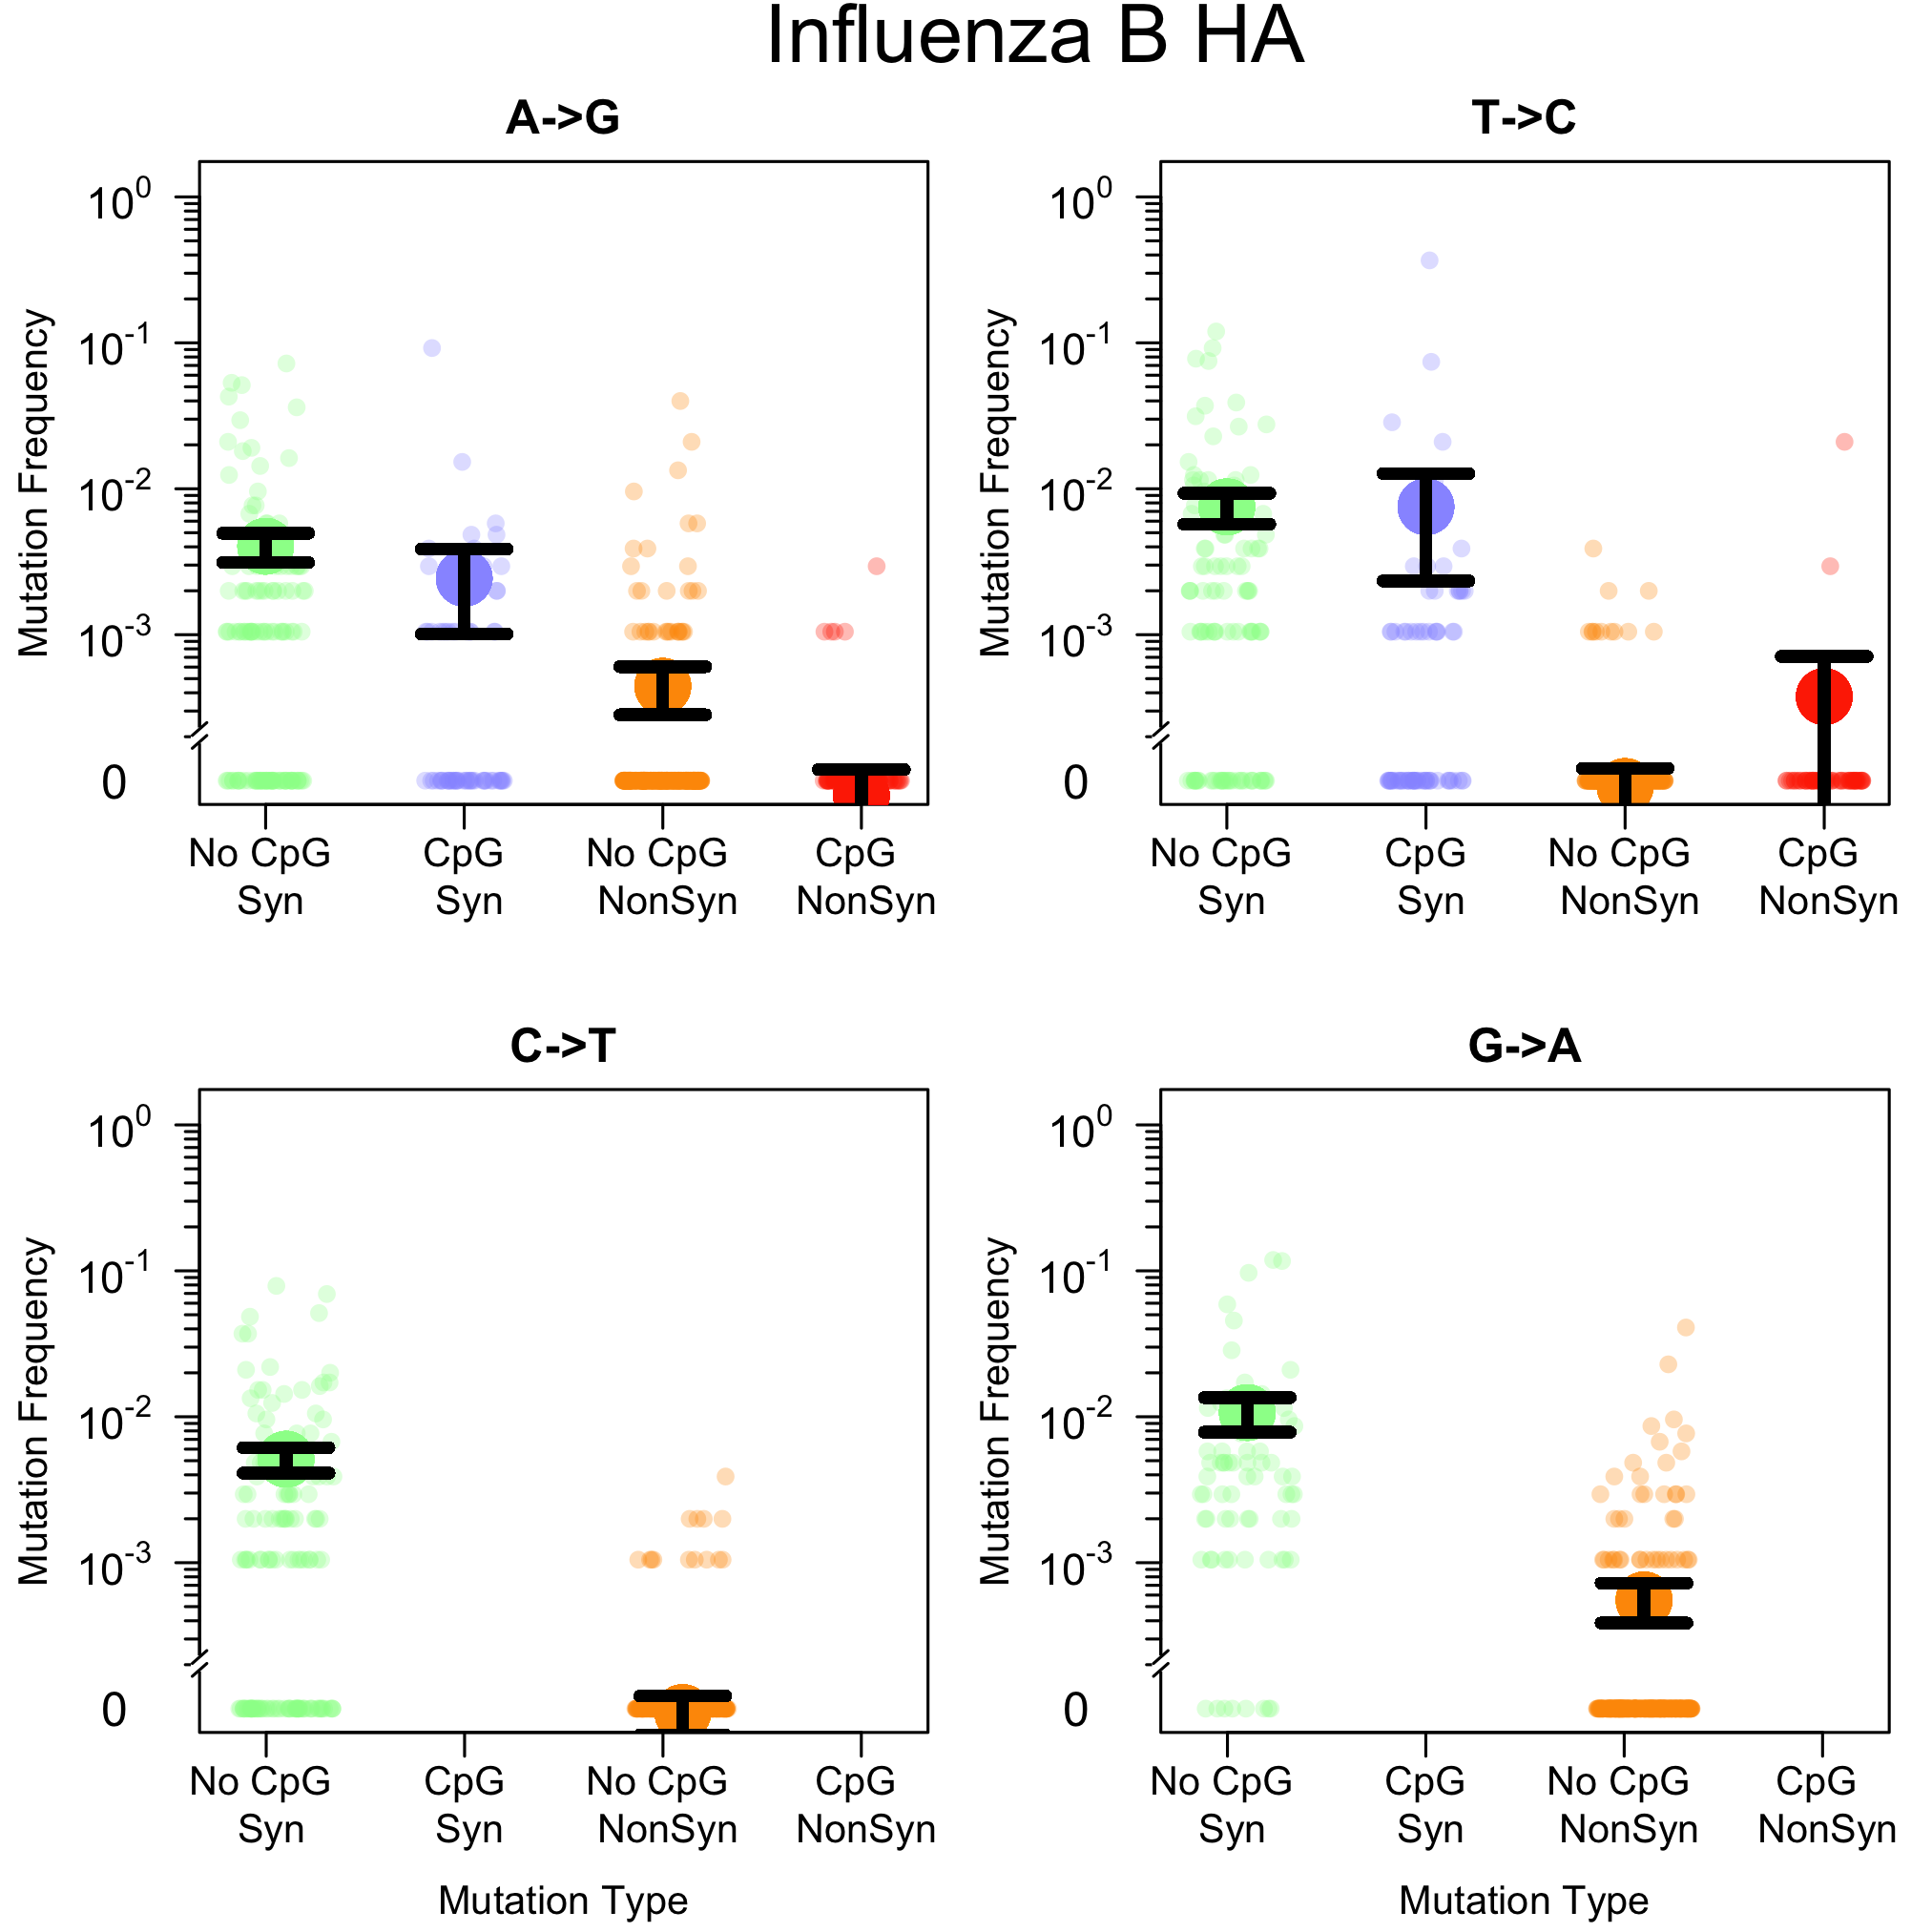 Influenza B HA
A->G
T->C
Mutation Frequency
10^0
10^-1
10^-2
10^-3
0
No CpG CpG No CpG CpG
Syn Syn NonSyn NonSyn
Mutation Frequency
10^0
10^-1
10^-2
10^-3
0
No CpG CpG No CpG CpG
Syn Syn NonSyn NonSyn
C->T
G->A
Mutation Frequency
10^0
10^-1
10^-2
10^-3
0
No CpG CpG No CpG CpG
Syn Syn NonSyn NonSyn
Mutation Type
Mutation Frequency
10^0
10^-1
10^-2
10^-3
0
No CpG CpG No CpG CpG
Syn Syn NonSyn NonSyn
Mutation Type